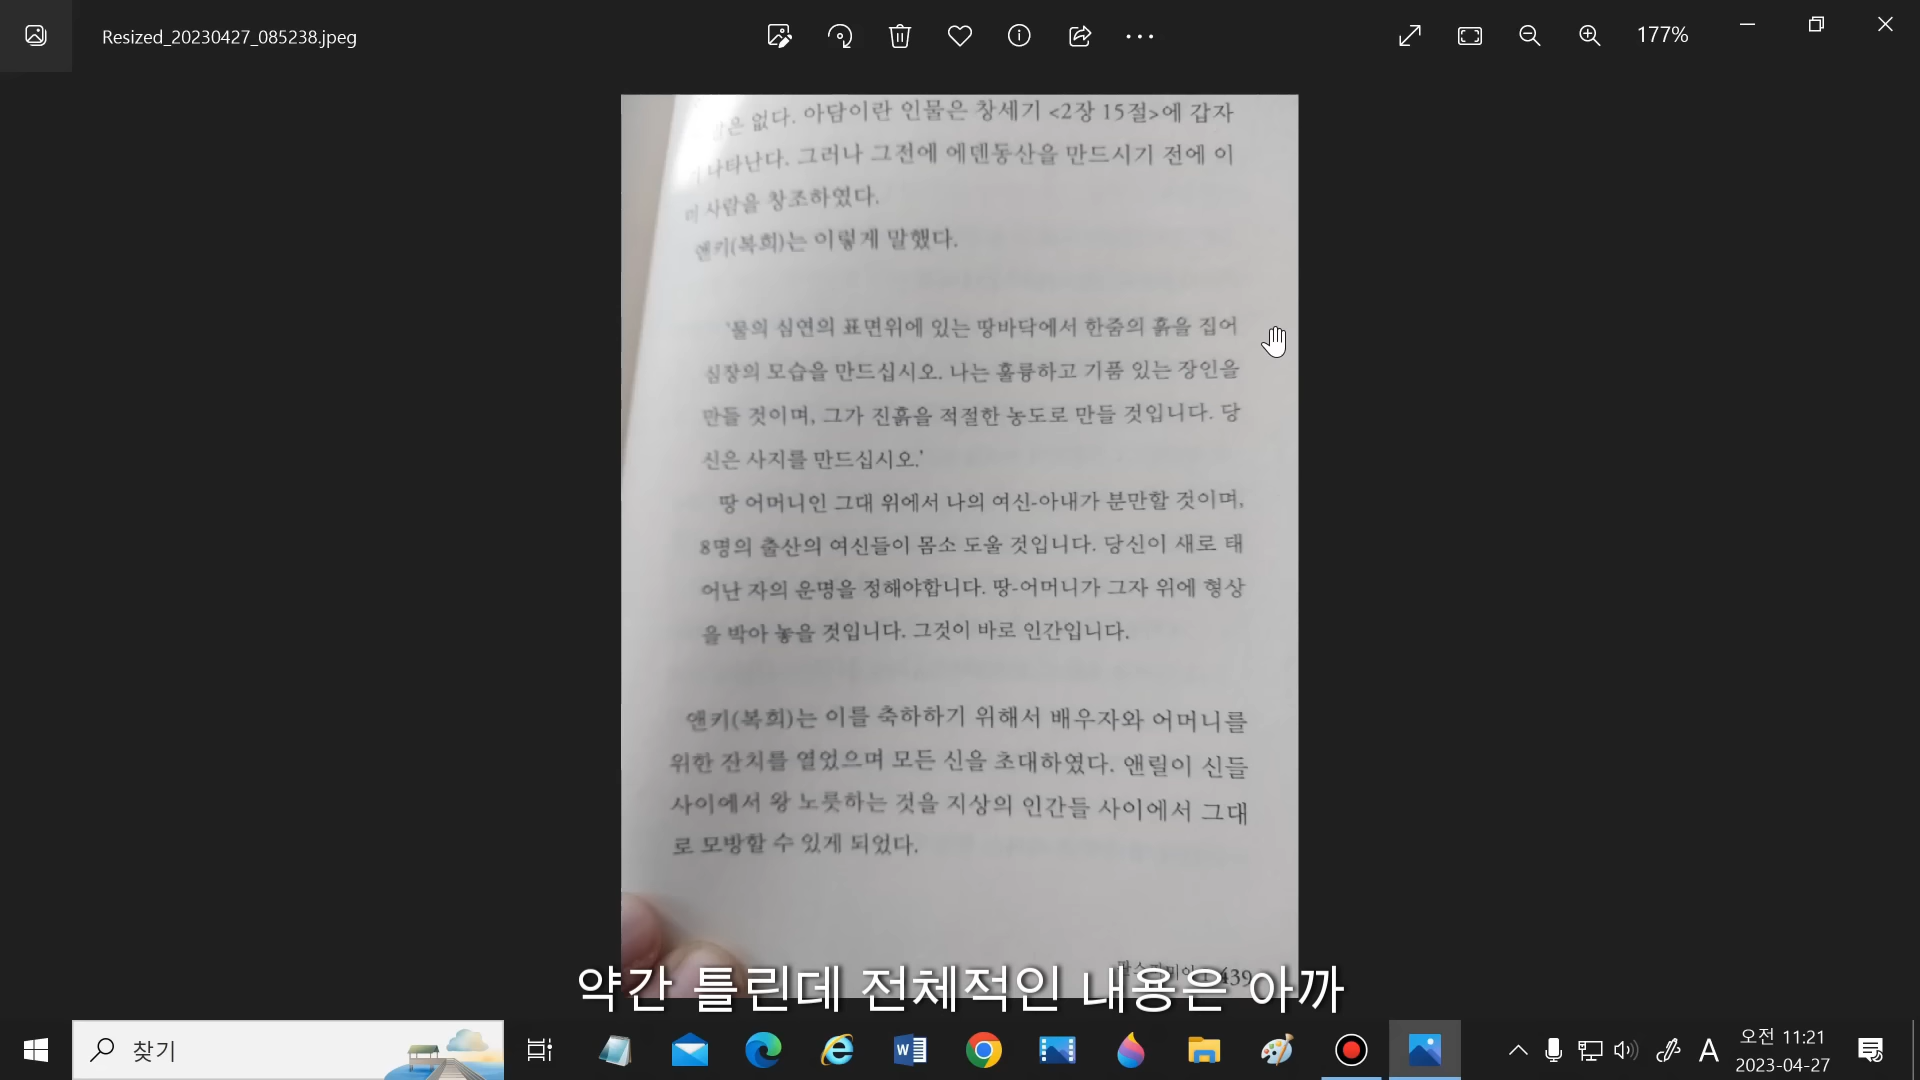 Resized_20230427_085238.jpeg
177%
은 없다. 아담이란 인물은 창세기 <2장 15절>에 갑자
나타난다. 그러나 그전에 에덴동산을 만드시기 전에 이
미 사람을 창조하였다.
앤키(복희)는 이렇게 말했다.
'물의 심연의 표면위에 있는 땅바닥에서 한줌의 흙을 집어
심장의 모습을 만드십시오. 나는 훌륭하고 기품 있는 장인을
만들 것이며, 그가 진흙을 적절한 농도로 만들 것입니다. 당
신은 사지를 만드십시오.'
땅 어머니인 그대 위에서 나의 여신-아내가 분만할 것이며,
8명의 출산의 여신들이 몸소 도울 것입니다. 당신이 새로 태
어난 자의 운명을 정해야합니다. 땅-어머니가 그자 위에 형상
을 박아 놓을 것입니다. 그것이 바로 인간입니다.
앤키(복희)는 이를 축하하기 위해서 배우자와 어머니를
위한 잔치를 열었으며 모든 신을 초대하였다. 앤릴이 신들
사이에서 왕 노릇하는 것을 지상의 인간들 사이에서 그대
로 모방할 수 있게 되었다.
439
약간 틀린데 전체적인 내용은 아까
찾기
A
오전 11:21
2023-04-27